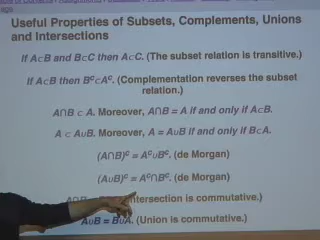 Useful Properties of Subsets, Complements, Unions
and Intersections
If A⊂B and B⊂C then A⊂C. (The subset relation is transitive.)
If A⊂B then Bᶜ⊂Aᶜ. (Complementation reverses the subset
relation.)
A∩B ⊂ A. Moreover, A∩B = A if and only if A⊂B.
A ⊂ A∪B. Moreover, A = A∪B if and only if B⊂A.
(A∩B)ᶜ = Aᶜ∪Bᶜ. (de Morgan)
(A∪B)ᶜ = Aᶜ∩Bᶜ. (de Morgan)
A∩B ntersection is commutative.)
A∪B = B∪A. (Union is commutative.)